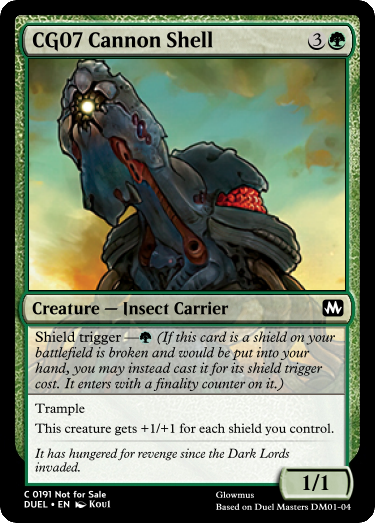 CG07 Cannon Shell 3
Creature — Insect Carrier
Shield trigger — (If this card is a shield on your
battlefield is broken and would be put into your
hand, you may instead cast it for its shield trigger
cost. It enters with a finality counter on it.)
Trample
This creature gets +1/+1 for each shield you control.
It has hungered for revenge since the Dark Lords
invaded.
1/1
C 0191 Not for Sale
DUEL • EN Koul
Glowmus
Based on Duel Masters DM01-04